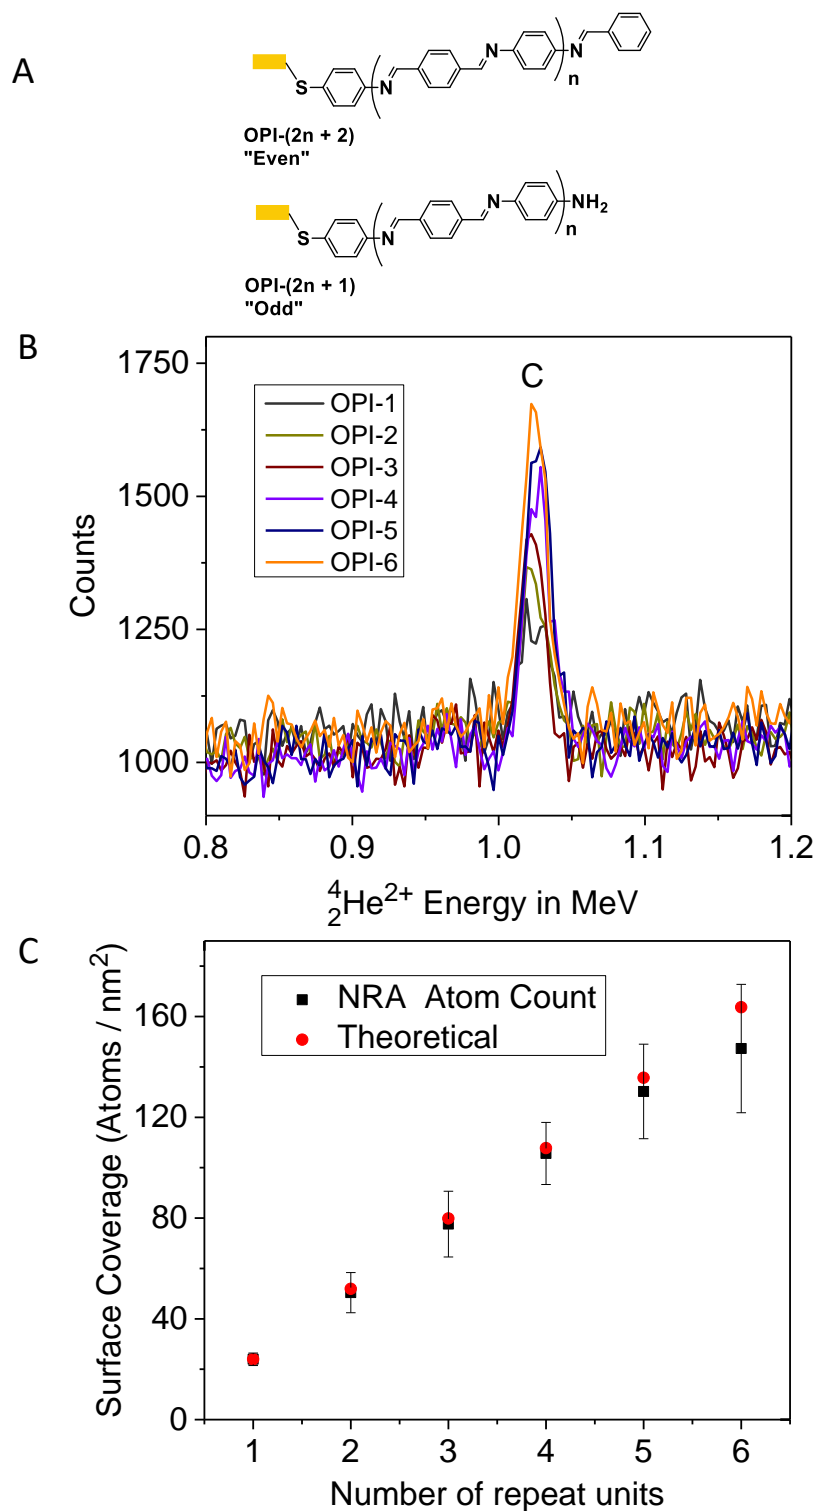 A
S
N
N
N
n
OPI-(2n + 2)
"Even"
S
N
N
NH₂
n
OPI-(2n + 1)
"Odd"
B
C
OPI-1
OPI-2
OPI-3
OPI-4
OPI-5
OPI-6
1750
1500
1250
1000
Counts
0.8 0.9 1.0 1.1 1.2
⁴₂He²⁺ Energy in MeV
C
NRA Atom Count
Theoretical
160
120
80
40
0
Surface Coverage (Atoms / nm²)
1 2 3 4 5 6
Number of repeat units